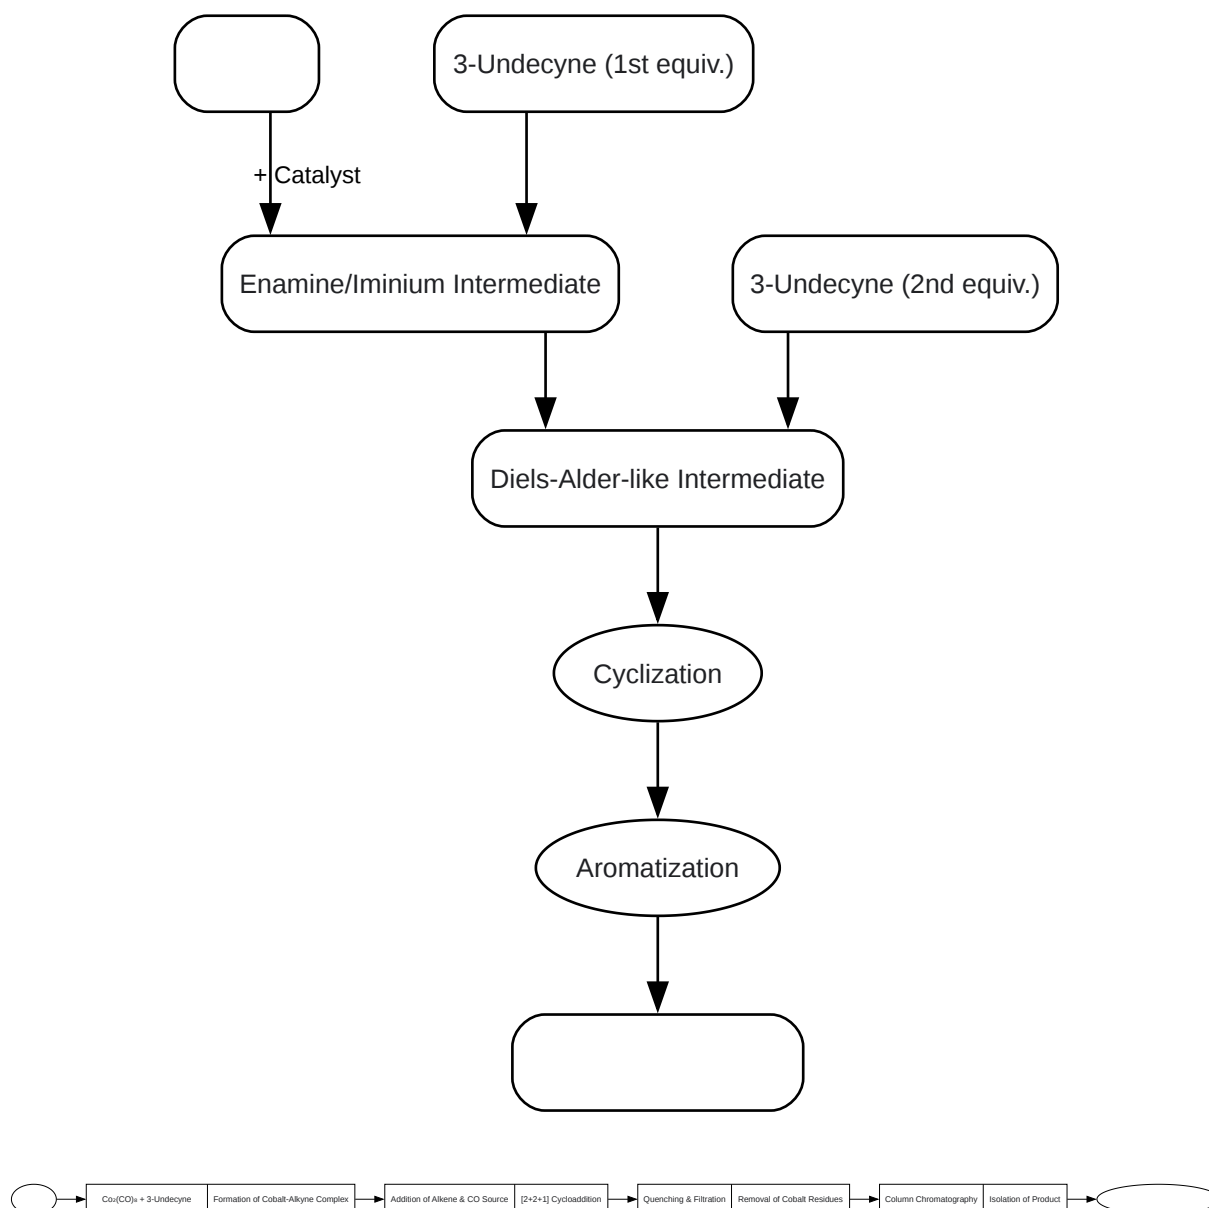 3-Undecyne (1st equiv.)
+ Catalyst
Enamine/Iminium Intermediate
3-Undecyne (2nd equiv.)
Diels-Alder-like Intermediate
Cyclization
Aromatization
Co₂(CO)₈ + 3-Undecyne
Formation of Cobalt-Alkyne Complex
Addition of Alkene & CO Source
[2+2+1] Cycloaddition
Quenching & Filtration
Removal of Cobalt Residues
Column Chromatography
Isolation of Product